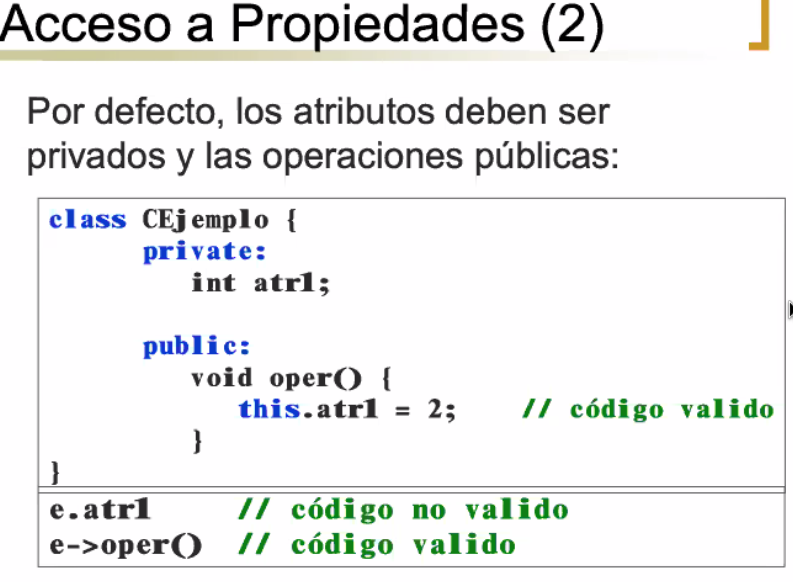 Acceso a Propiedades (2)
Por defecto, los atributos deben ser
privados y las operaciones públicas:
class CEjemplo {
private:
int atr1;
public:
void oper() {
this.atr1 = 2; // código valido
}
}
e.atr1 // código no valido
e->oper() // código valido